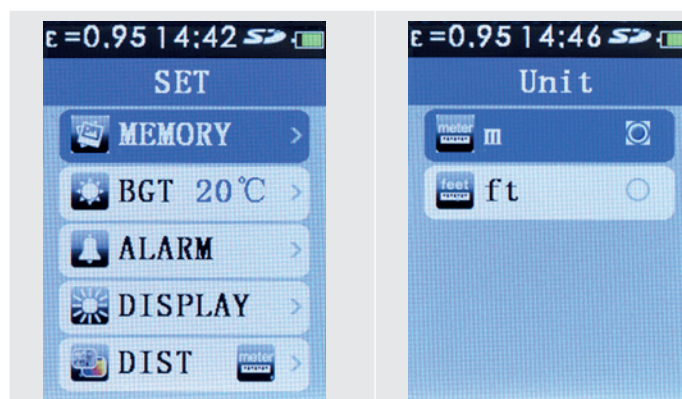 ε=0.95 14:42
SET
MEMORY >
BGT 20℃ >
ALARM >
DISPLAY >
DIST meter >
ε=0.95 14:46
Unit
meter m
feet ft